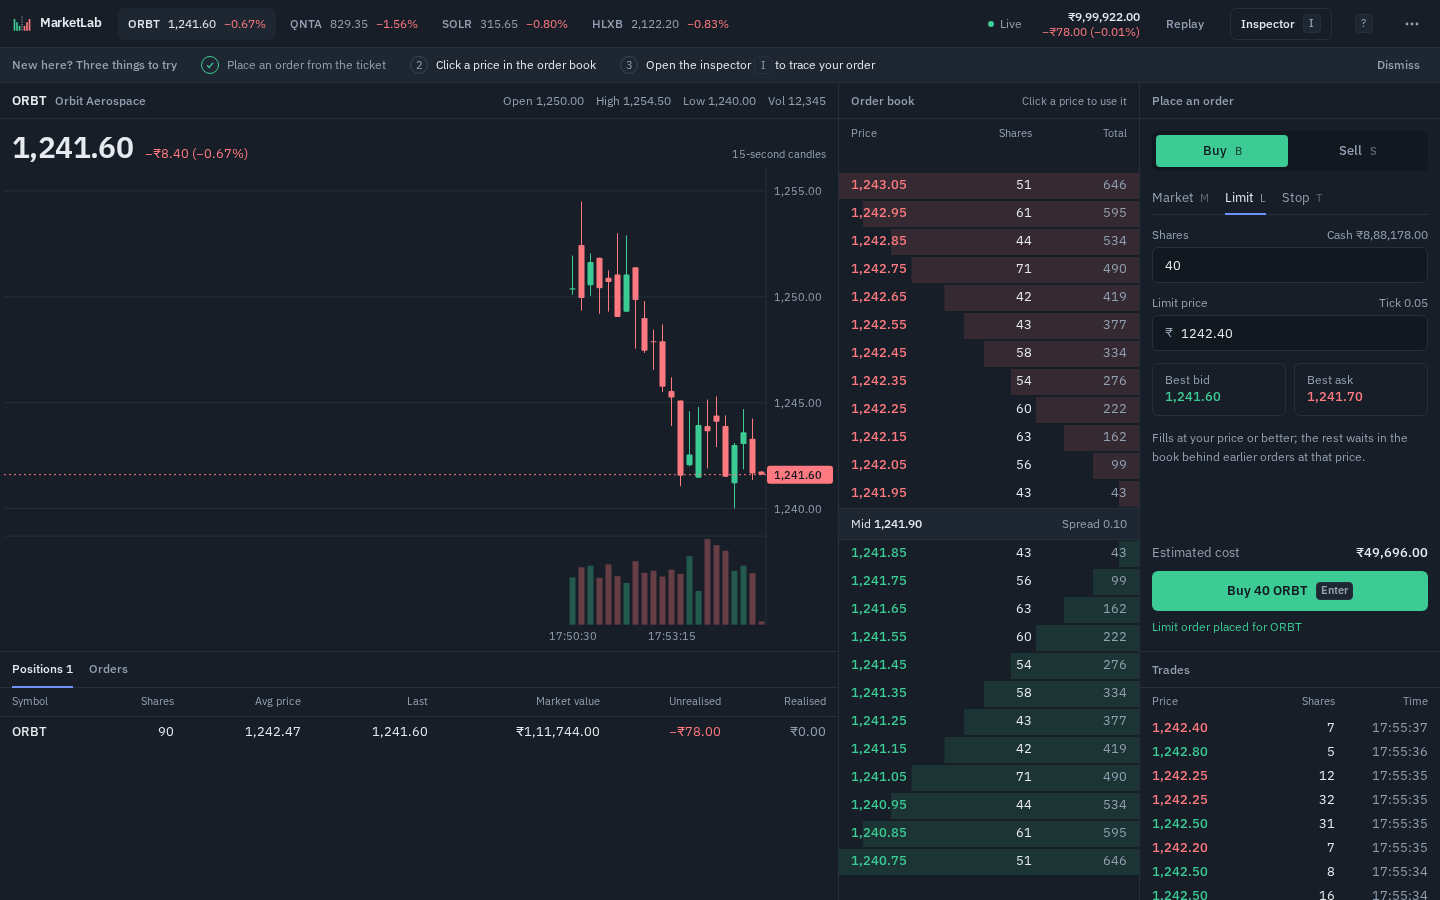 MarketLab ORBT 1,241.60 −0.67% QNTA 829.35 −1.56% SOLR 315.65 −0.80% HLXB 2,122.20 −0.83% Live ₹9,99,922.00 Replay Inspector I ? ···
−₹78.00 (−0.01%)
New here? Three things to try Place an order from the ticket 2 Click a price in the order book 3 Open the inspector I to trace your order Dismiss
ORBT Orbit Aerospace Open 1,250.00 High 1,254.50 Low 1,240.00 Vol 12,345
1,241.60 −₹8.40 (−0.67%) 15-second candles
1,255.00
1,250.00
1,245.00
1,241.60
1,240.00
17:50:30 17:53:15
Positions 1 Orders
Symbol Shares Avg price Last Market value Unrealised Realised
ORBT 90 1,242.47 1,241.60 ₹1,11,744.00 −₹78.00 ₹0.00
Order book Click a price to use it
Price Shares Total
1,243.05 51 646
1,242.95 61 595
1,242.85 44 534
1,242.75 71 490
1,242.65 42 419
1,242.55 43 377
1,242.45 58 334
1,242.35 54 276
1,242.25 60 222
1,242.15 63 162
1,242.05 56 99
1,241.95 43 43
Mid 1,241.90 Spread 0.10
1,241.85 43 43
1,241.75 56 99
1,241.65 63 162
1,241.55 60 222
1,241.45 54 276
1,241.35 58 334
1,241.25 43 377
1,241.15 42 419
1,241.05 71 490
1,240.95 44 534
1,240.85 61 595
1,240.75 51 646
Place an order
Buy B Sell S
Market M Limit L Stop T
Shares Cash ₹8,88,178.00
40
Limit price Tick 0.05
₹ 1242.40
Best bid Best ask
1,241.60 1,241.70
Fills at your price or better; the rest waits in the
book behind earlier orders at that price.
Estimated cost ₹49,696.00
Buy 40 ORBT Enter
Limit order placed for ORBT
Trades
Price Shares Time
1,242.40 7 17:55:37
1,242.80 5 17:55:36
1,242.25 12 17:55:35
1,242.25 32 17:55:35
1,242.50 31 17:55:35
1,242.20 7 17:55:35
1,242.50 8 17:55:34
1,242.50 16 17:55:34